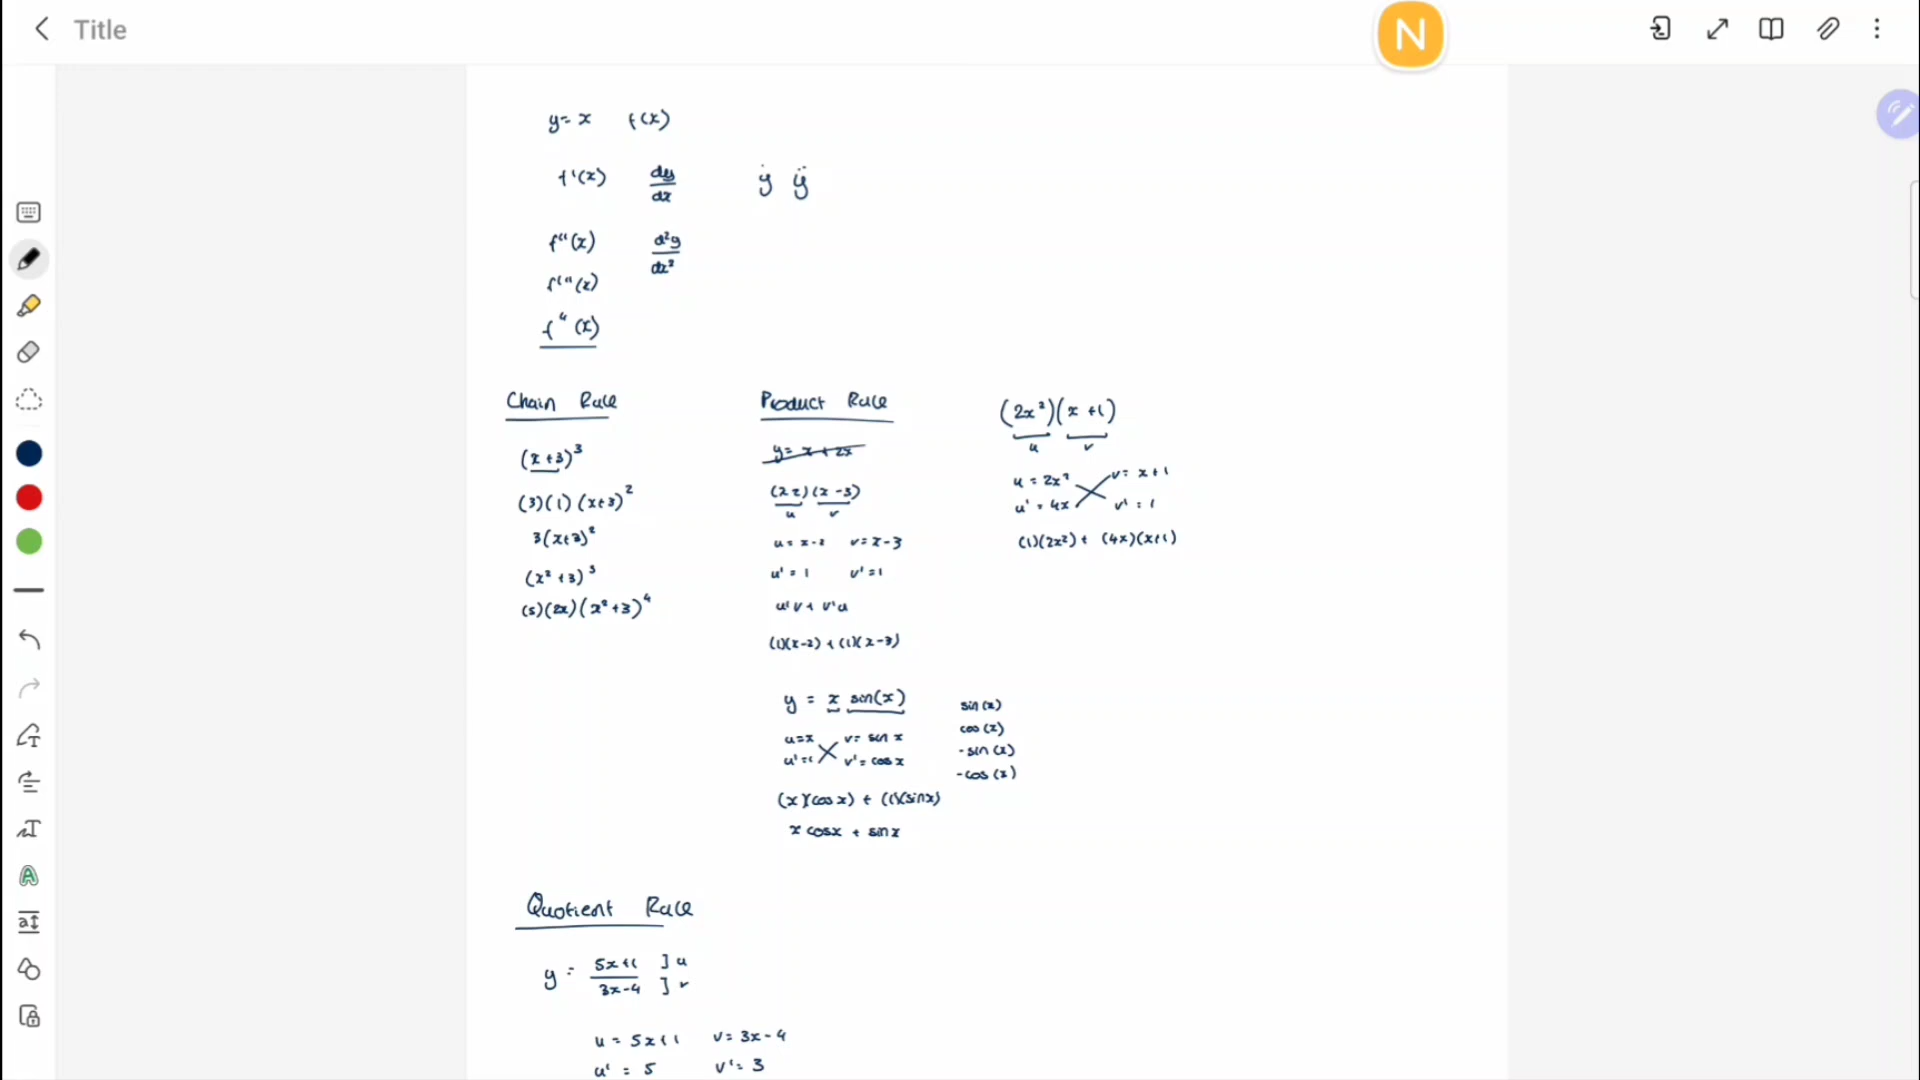 Title
N
y = x f(x)
f'(x) dy/dx ẏ ÿ
f''(x) d²y/dx²
f'''(x)
f⁴(x)
Chain Rule
(x+3)³
(3)(1)(x+3)²
3(x+3)²
(x²+3)⁵
(5)(2x)(x²+3)⁴
Product Rule
y = x + 2x
(x-3)
u v
u = x-2 v = x-3
u' = 1 v' = 1
u'v + v'u
(1)(x-2) + (1)(x-3)
y = x sin(x)
u = x v = sin x
u' = 1 v' = cos x
(x)(cos x) + (1)(sin x)
x cos x + sin x
sin(x)
cos(x)
-sin(x)
-cos(x)
(2x²)(x+1)
u v
u = 2x² v = x+1
u' = 4x v' = 1
(1)(2x²) + (4x)(x+1)
Quotient Rule
y = 5x+1 ] u
3x-4 ] v
u = 5x+1 v = 3x-4
u' = 5 v' = 3